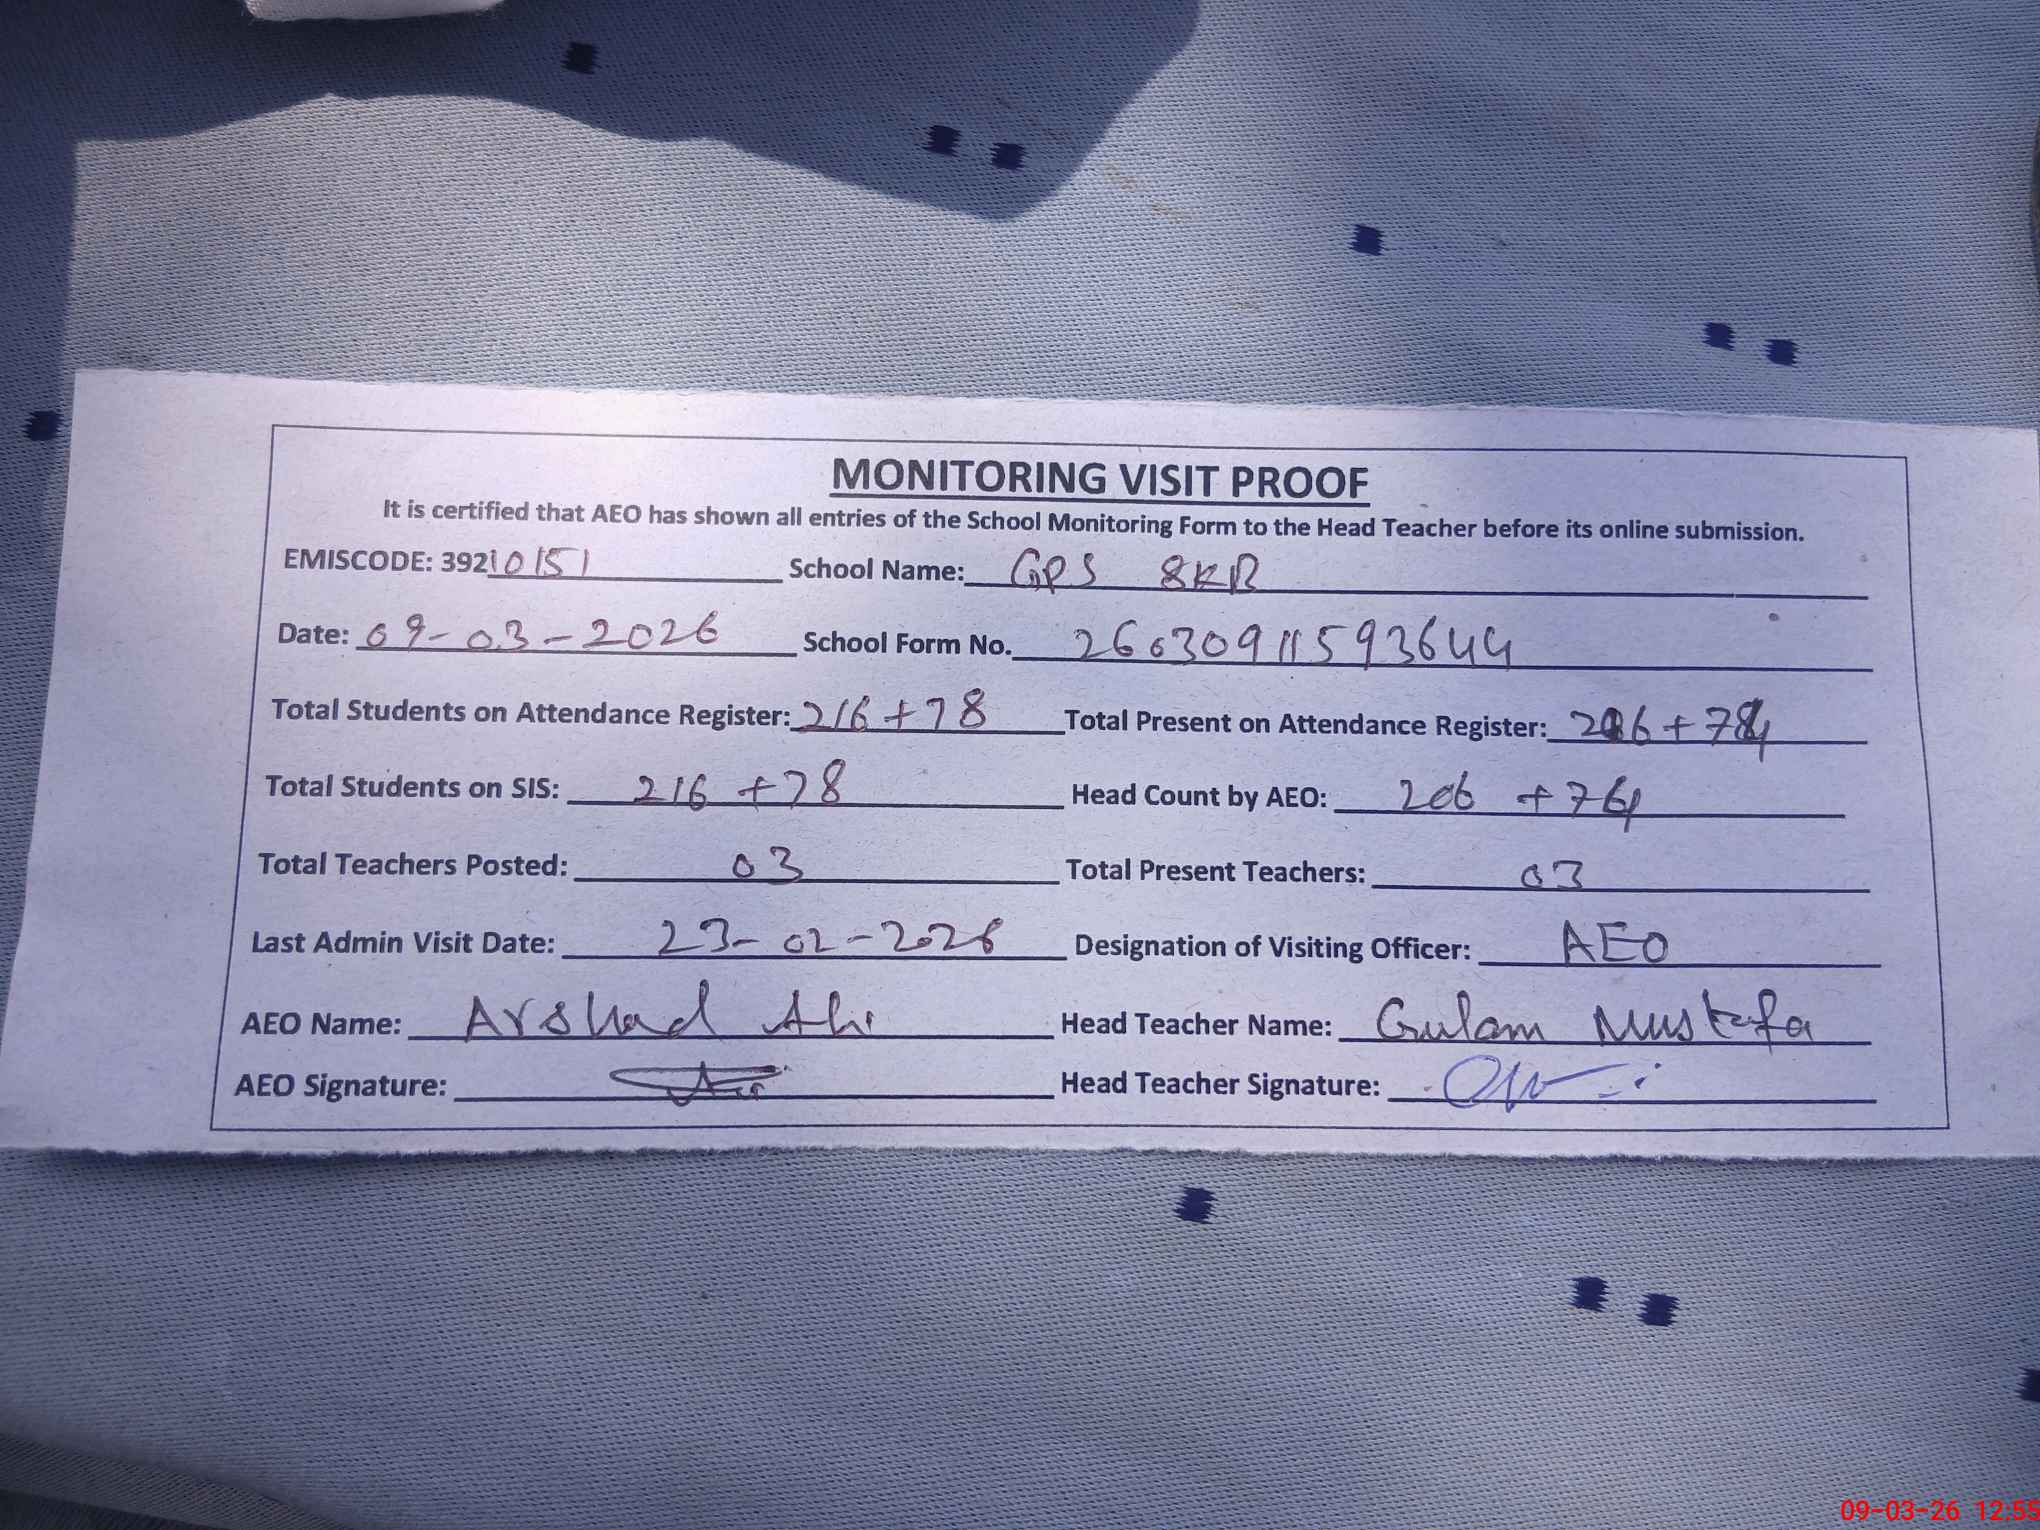 MONITORING VISIT PROOF
It is certified that AEO has shown all entries of the School Monitoring Form to the Head Teacher before its online submission.
EMISCODE: 39210151 School Name: GPS 8KR
Date: 09-03-2026 School Form No. 26030911593644
Total Students on Attendance Register: 216+78 Total Present on Attendance Register:
Total Students on SIS: 216 +78 Head Count by AEO: 206
Total Teachers Posted: 03 Total Present Teachers: 03
Last Admin Visit Date: 23-02-2026 Designation of Visiting Officer: AEO
AEO Name: Arshad Ali Head Teacher Name: Gulam Mustafa
AEO Signature: Head Teacher Signature:
09-03-26 12:55